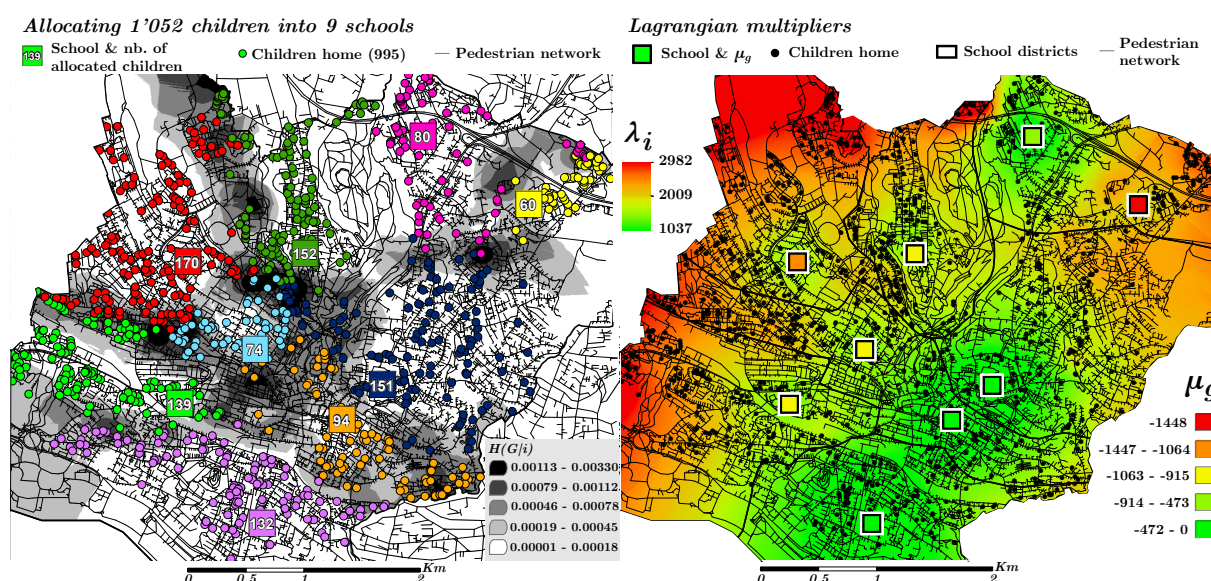 Allocating 1'052 children into 9 schools
139
School & nb. of
allocated children
Children home (995)
Pedestrian network
80
60
152
170
74
151
139
94
132
H(G/i)
0.00113 - 0.00330
0.00079 - 0.00112
0.00046 - 0.00078
0.00019 - 0.00045
0.00001 - 0.00018
0 0.5 1 2
Km
Lagrangian multipliers
School & μg
Children home
School districts
Pedestrian
network
λi
2982
2009
1037
μg
-1448
-1447 - -1064
-1063 - -915
-914 - -473
-472 - 0
0 0.5 1 2
Km